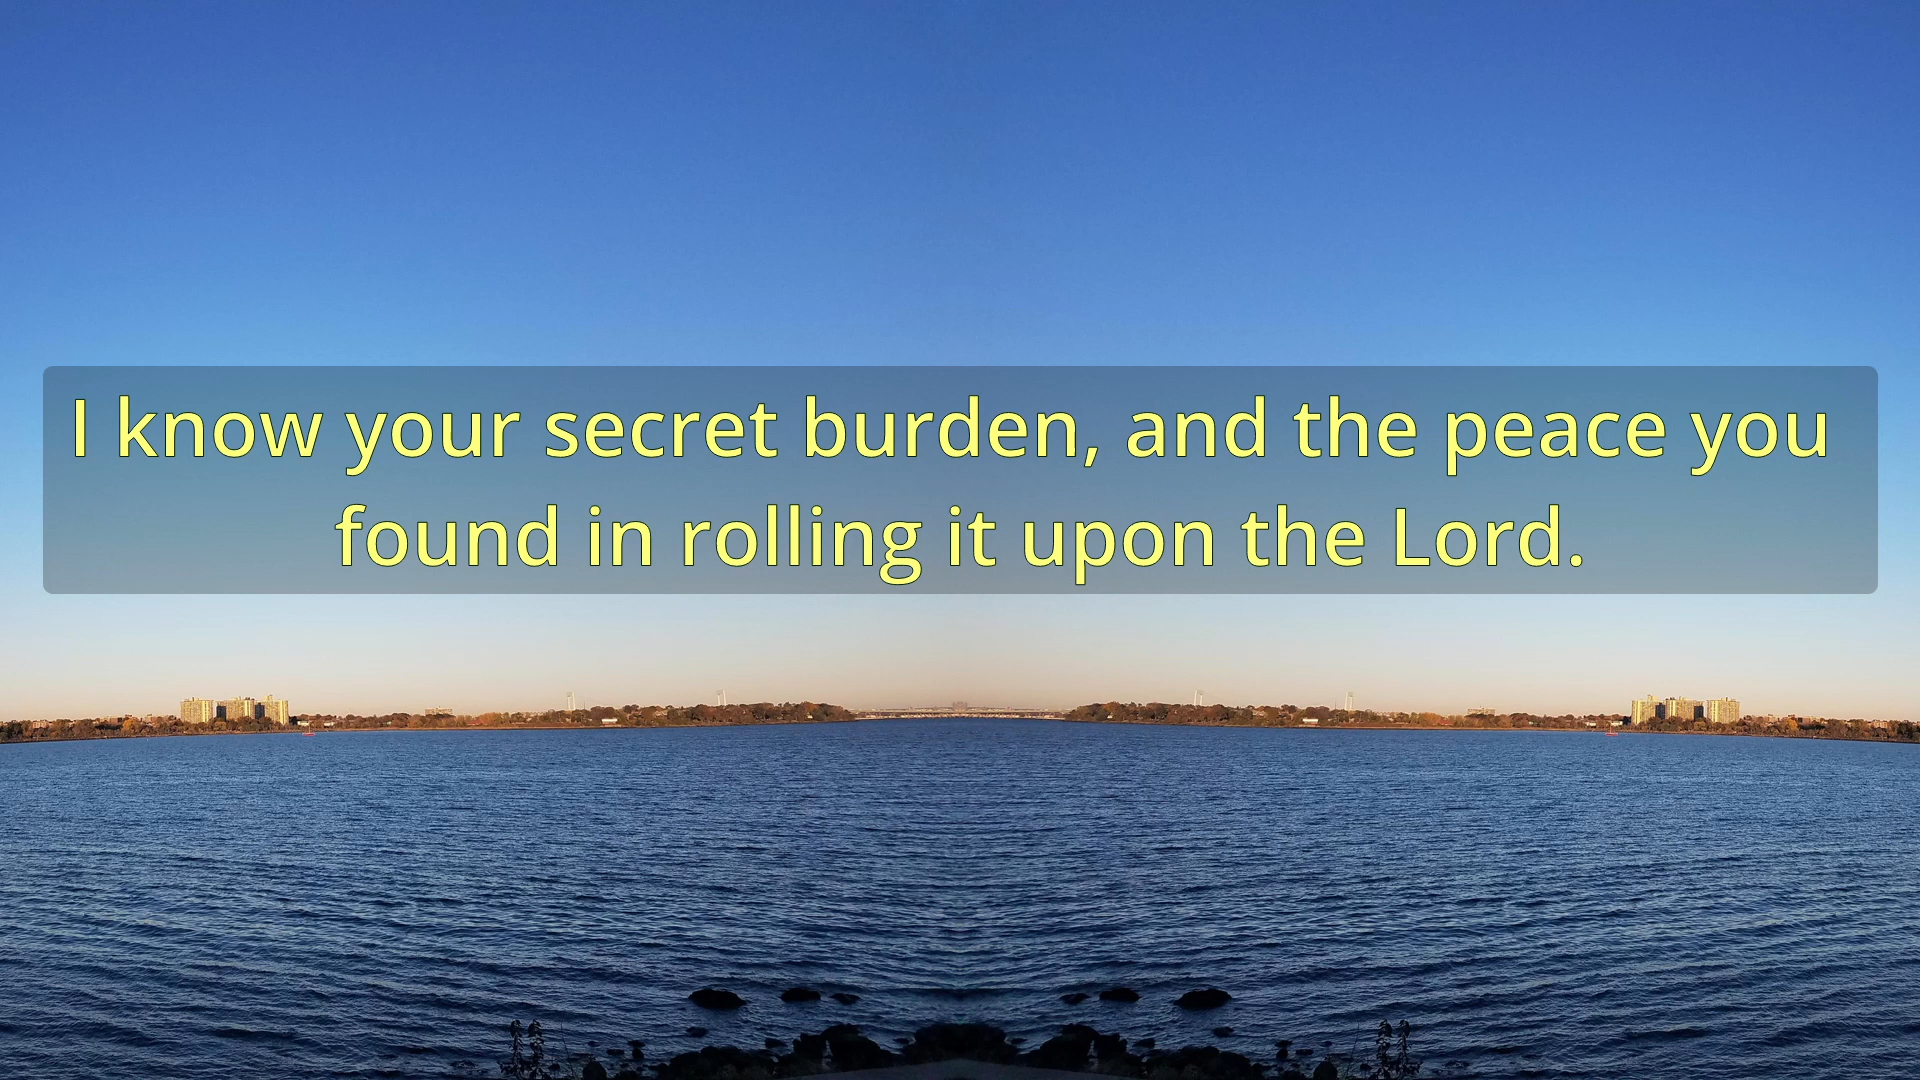 I know your secret burden, and the peace you
found in rolling it upon the Lord.